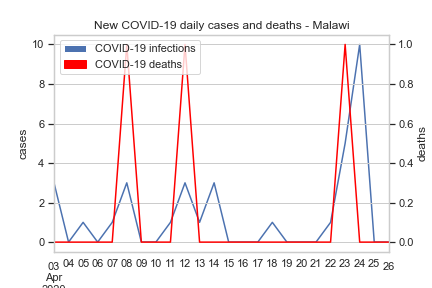 New COVID-19 daily cases and deaths - Malawi
COVID-19 infections
COVID-19 deaths
cases
10
8
6
4
2
0
deaths
1.0
0.8
0.6
0.4
0.2
0.0
03 04 05 06 07 08 09 10 11 12 13 14 15 16 17 18 19 20 21 22 23 24 25 26
Apr
2020